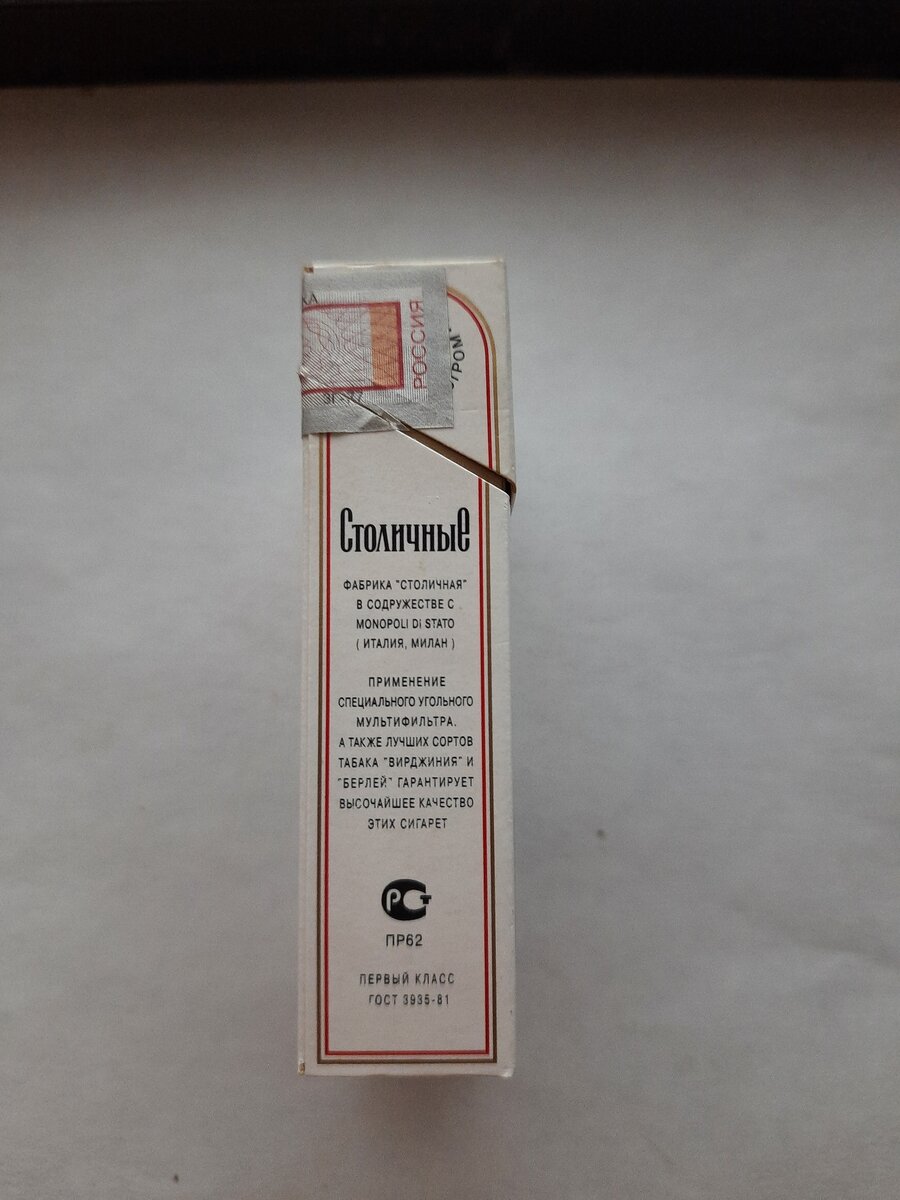 РОССИЯ
Столичные
ФАБРИКА "СТОЛИЧНАЯ"
В СОДРУЖЕСТВЕ С
MONOPOLI Di STATO
( ИТАЛИЯ, МИЛАН )
ПРИМЕНЕНИЕ
СПЕЦИАЛЬНОГО УГОЛЬНОГО
МУЛЬТИФИЛЬТРА.
А ТАКЖЕ ЛУЧШИХ СОРТОВ
ТАБАКА "ВИРДЖИНИЯ" И
"БЕРЛЕЙ" ГАРАНТИРУЕТ
ВЫСОЧАЙШЕЕ КАЧЕСТВО
ЭТИХ СИГАРЕТ
РСТ
ПР62
ПЕРВЫЙ КЛАСС
ГОСТ 3935-81